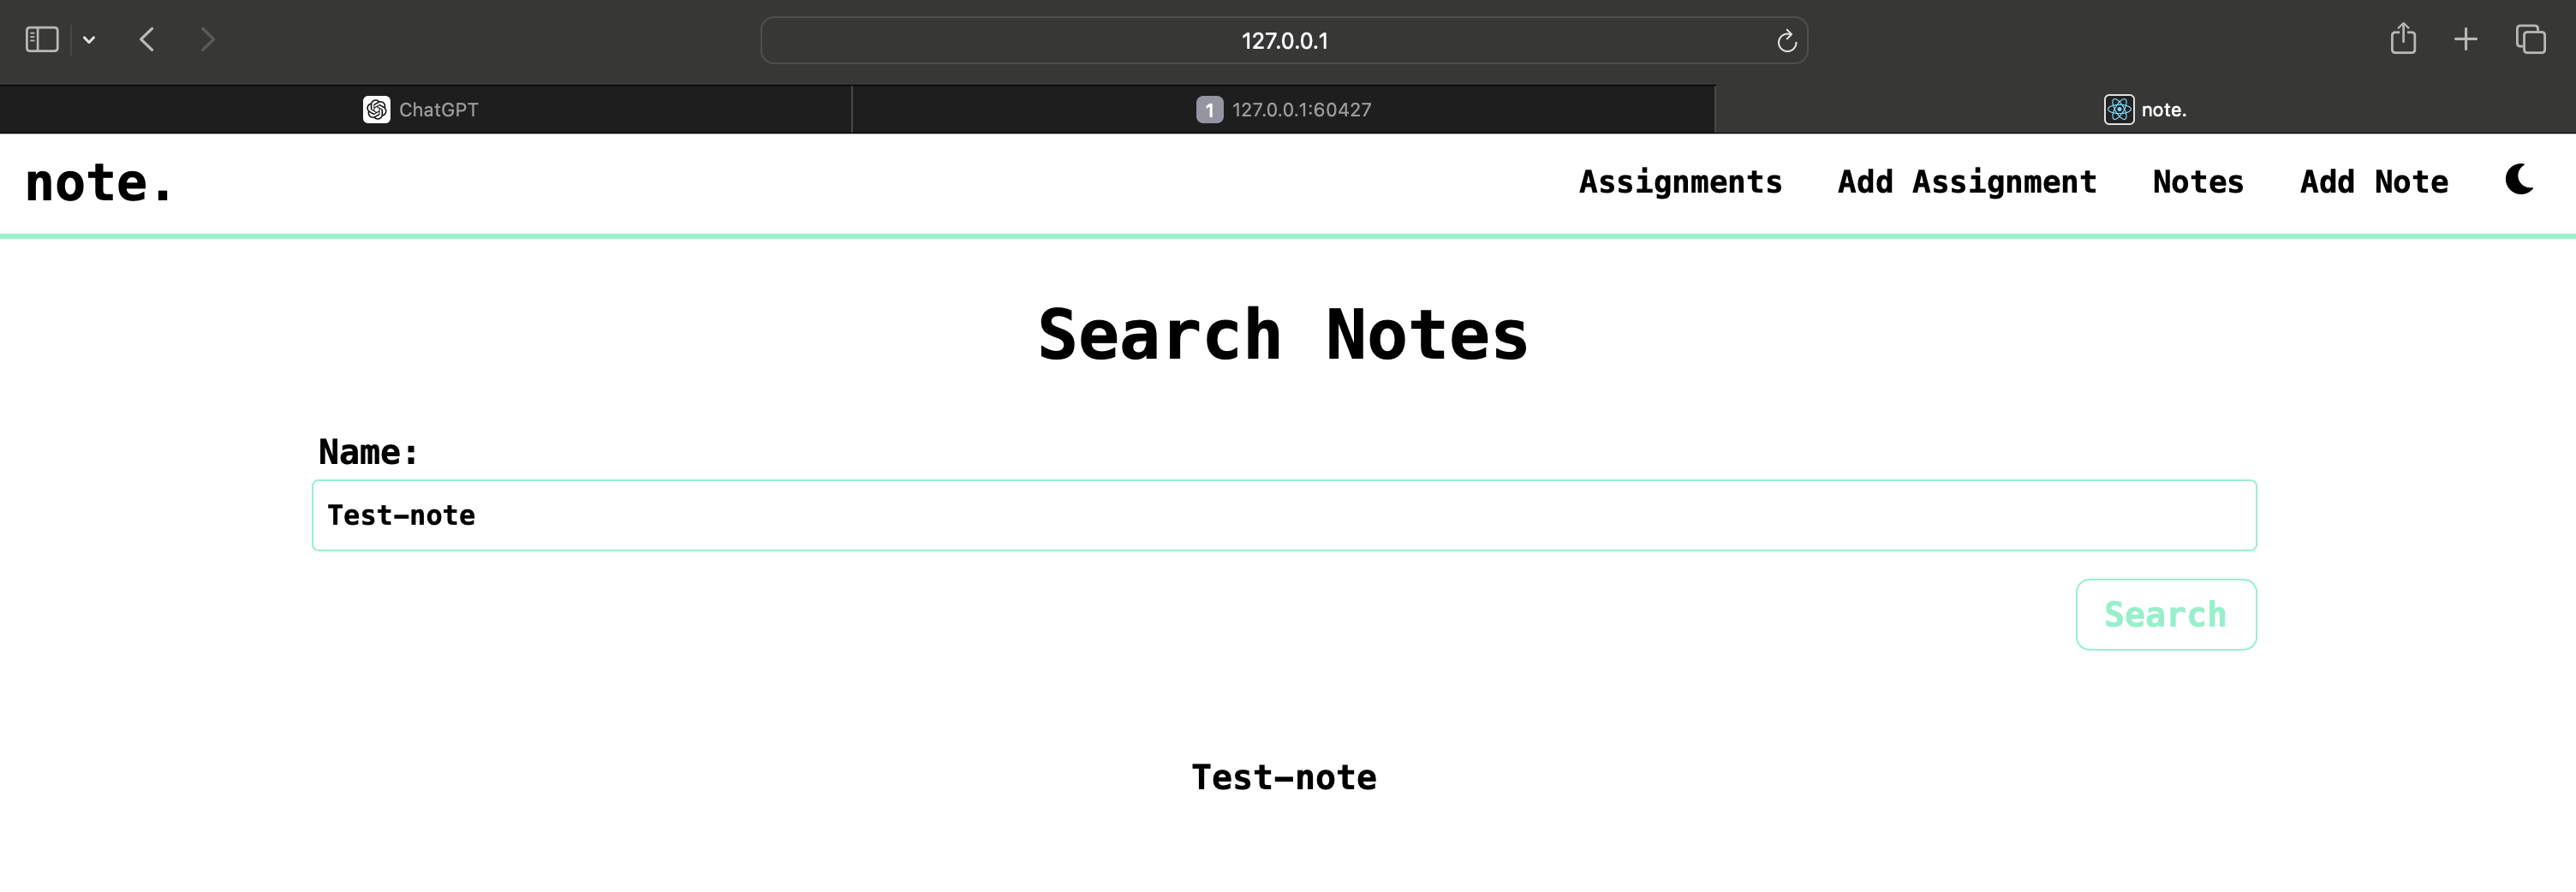 127.0.0.1
ChatGPT
1 127.0.0.1:60427
note.
note.
Assignments Add Assignment Notes Add Note
Search Notes
Name:
Test-note
Search
Test-note